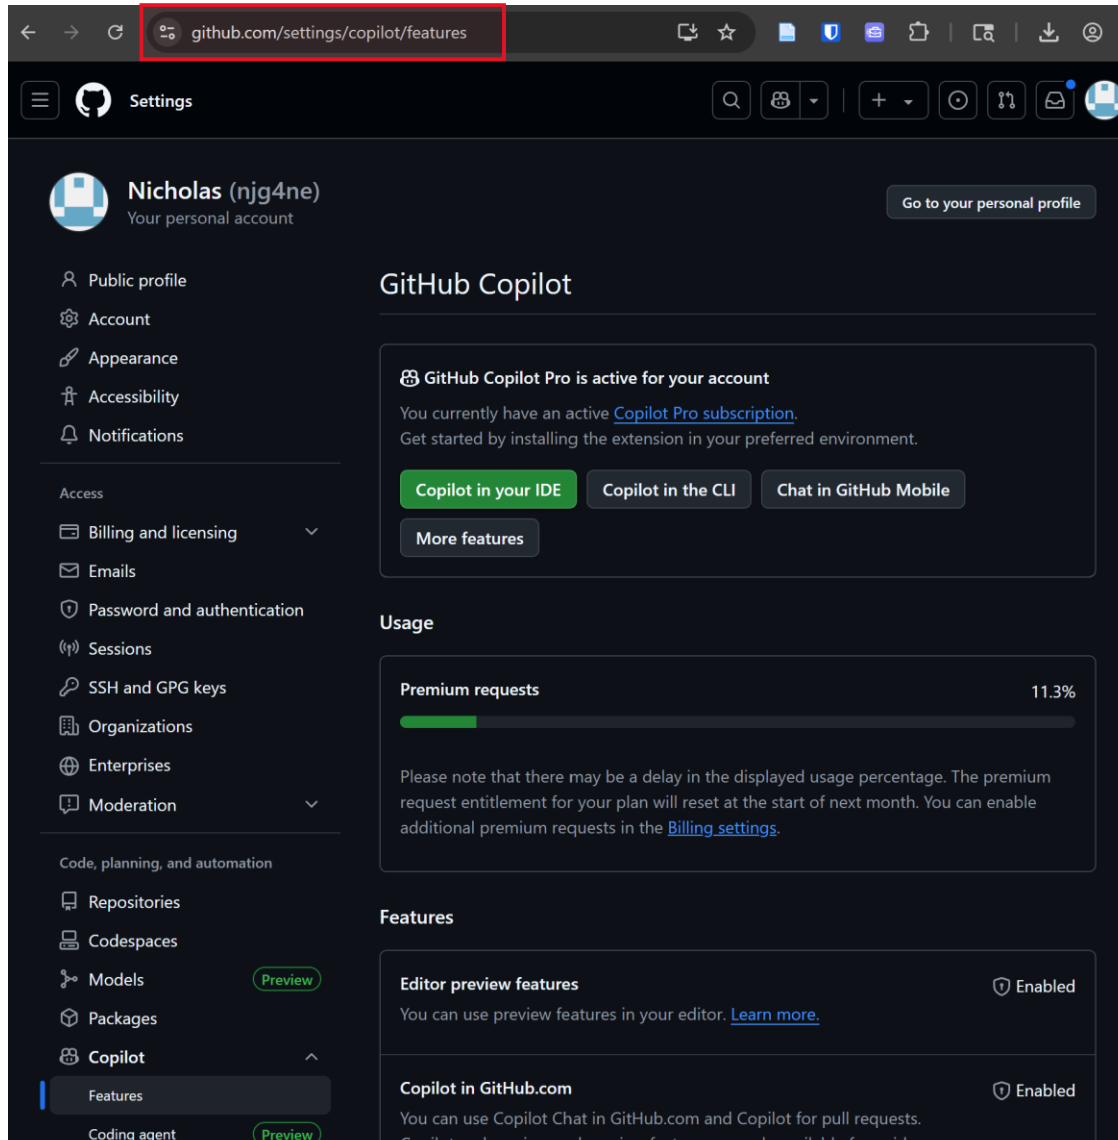 github.com/settings/copilot/features
Settings
Nicholas (njg4ne)
Your personal account
Go to your personal profile
Public profile
Account
Appearance
Accessibility
Notifications
Access
Billing and licensing
Emails
Password and authentication
Sessions
SSH and GPG keys
Organizations
Enterprises
Moderation
Code, planning, and automation
Repositories
Codespaces
Models Preview
Packages
Copilot
Features
Coding agent Preview
GitHub Copilot
GitHub Copilot Pro is active for your account
You currently have an active Copilot Pro subscription.
Get started by installing the extension in your preferred environment.
Copilot in your IDE
Copilot in the CLI
Chat in GitHub Mobile
More features
Usage
Premium requests 11.3%
Please note that there may be a delay in the displayed usage percentage. The premium
request entitlement for your plan will reset at the start of next month. You can enable
additional premium requests in the Billing settings.
Features
Editor preview features Enabled
You can use preview features in your editor. Learn more.
Copilot in GitHub.com Enabled
You can use Copilot Chat in GitHub.com and Copilot for pull requests.